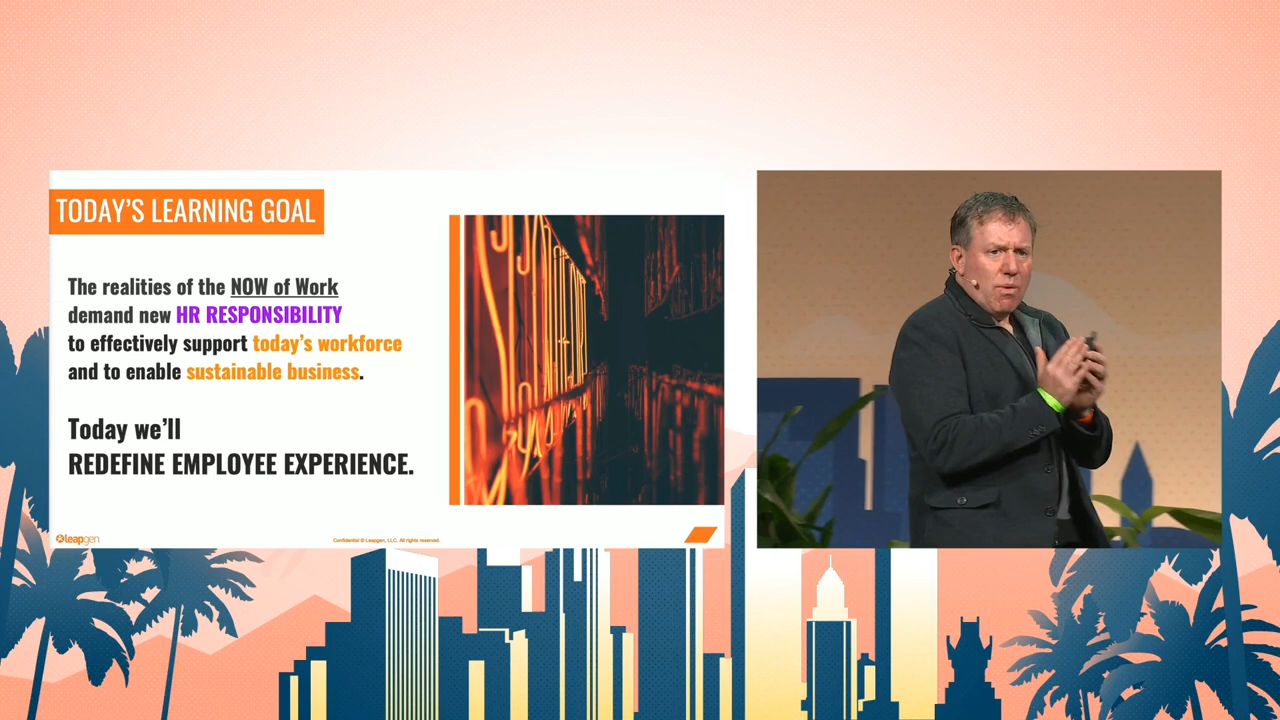 TODAY'S LEARNING GOAL
The realities of the NOW of Work
demand new HR RESPONSIBILITY
to effectively support today's workforce
and to enable sustainable business.
Today we'll
REDEFINE EMPLOYEE EXPERIENCE.
leapgen
Confidential © Leapgen, LLC. All rights reserved.